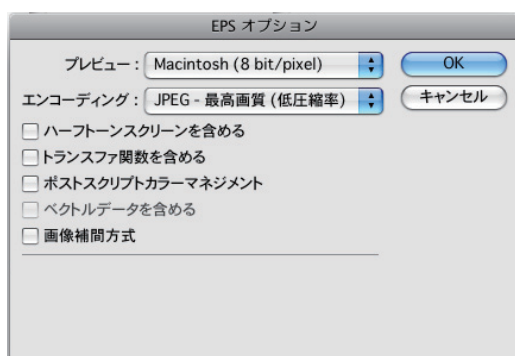 EPS オプション
プレビュー： Macintosh (8 bit/pixel) OK
エンコーディング： JPEG - 最高画質 (低圧縮率) キャンセル
ハーフトーンスクリーンを含める
トランスファ関数を含める
ポストスクリプトカラーマネジメント
ベクトルデータを含める
画像補間方式